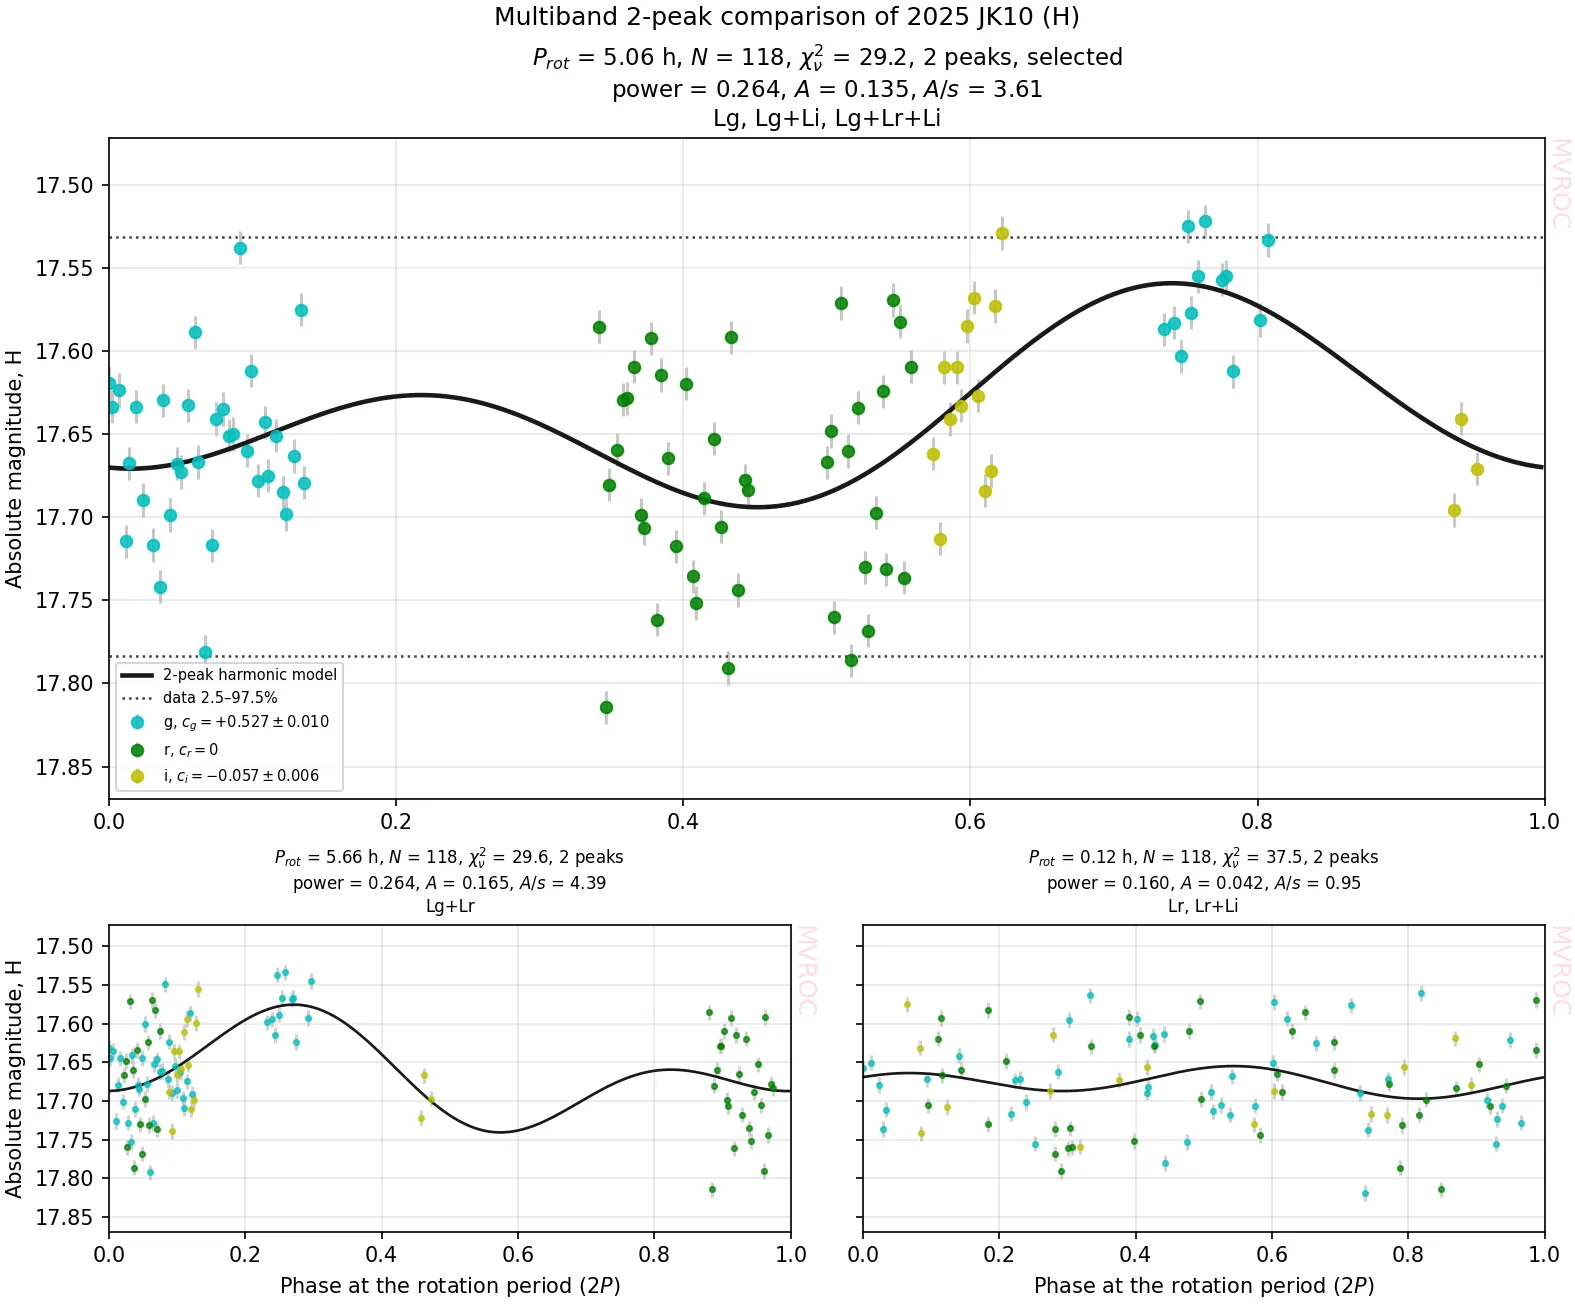 Multiband 2-peak comparison of 2025 JK10 (H)
P_rot = 5.06 h, N = 118, χ²_ν = 29.2, 2 peaks, selected
power = 0.264, A = 0.135, A/s = 3.61
Lg, Lg+Li, Lg+Lr+Li
MVROC
Absolute magnitude, H
17.50
17.55
17.60
17.65
17.70
17.75
17.80
17.85
2-peak harmonic model
data 2.5–97.5%
g, c_g = +0.527 ± 0.010
r, c_r = 0
i, c_i = −0.057 ± 0.006
0.0 0.2 0.4 0.6 0.8 1.0
P_rot = 5.66 h, N = 118, χ²_ν = 29.6, 2 peaks
power = 0.264, A = 0.165, A/s = 4.39
Lg+Lr
MVROC
Absolute magnitude, H
17.50
17.55
17.60
17.65
17.70
17.75
17.80
17.85
0.0 0.2 0.4 0.6 0.8 1.0
Phase at the rotation period (2P)
P_rot = 0.12 h, N = 118, χ²_ν = 37.5, 2 peaks
power = 0.160, A = 0.042, A/s = 0.95
Lr, Lr+Li
MVROC
0.0 0.2 0.4 0.6 0.8 1.0
Phase at the rotation period (2P)